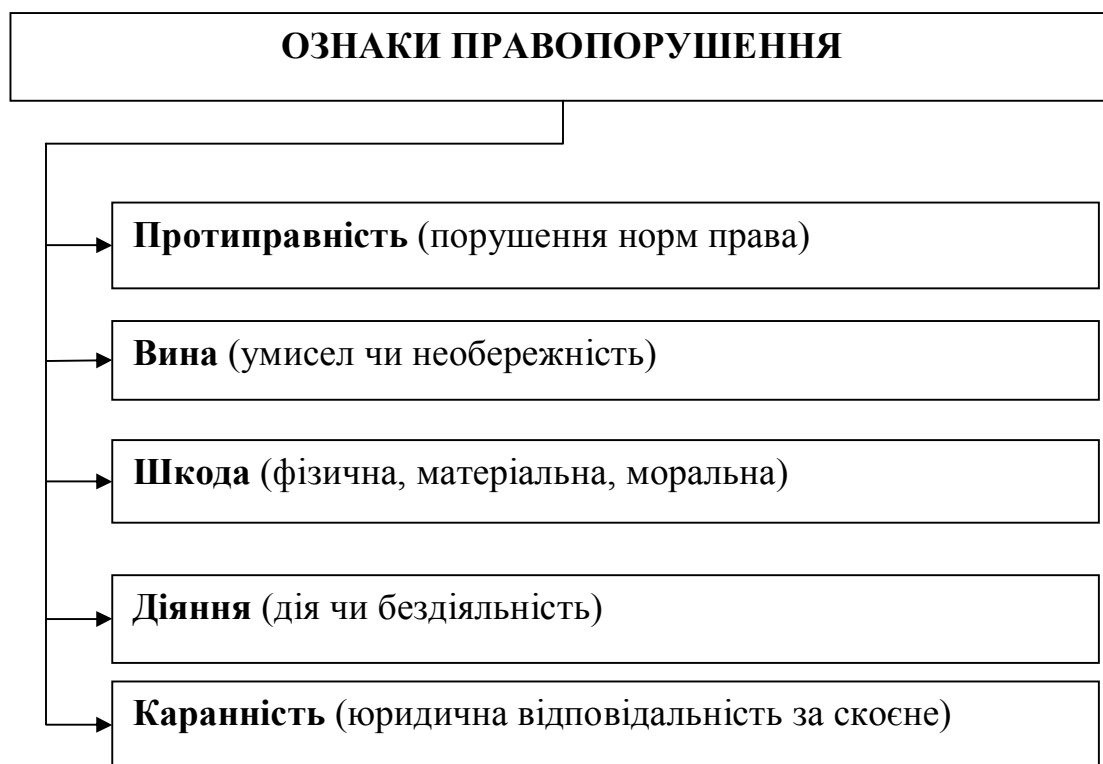 ОЗНАКИ ПРАВОПОРУШЕННЯ
Протиправність (порушення норм права)
Вина (умисел чи необережність)
Шкода (фізична, матеріальна, моральна)
Діяння (дія чи бездіяльність)
Каранність (юридична відповідальність за скоєне)